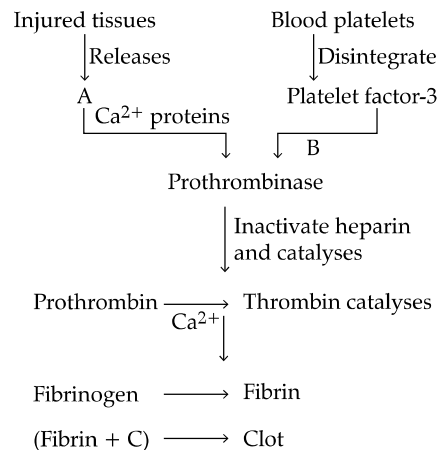 Injured tissues Blood platelets
Releases Disintegrate
A Platelet factor-3
Ca2+ proteins
B
Prothrombinase
Inactivate heparin
and catalyses
Prothrombin Thrombin catalyses
Ca2+
Fibrinogen Fibrin
(Fibrin + C) Clot